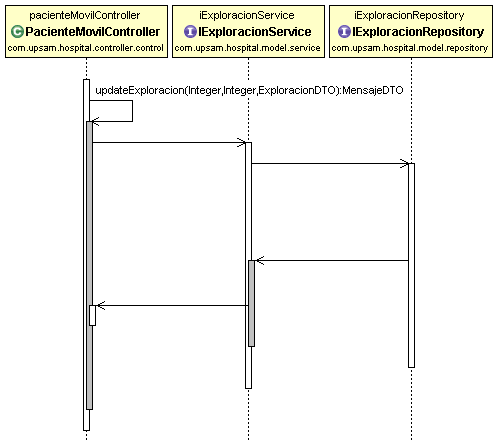 pacienteMovilController
C PacienteMovilController
com.upsam.hospital.controller.control
iExploracionService
I IExploracionService
com.upsam.hospital.model.service
iExploracionRepository
I IExploracionRepository
com.upsam.hospital.model.repository
updateExploracion(Integer,Integer,ExploracionDTO):MensajeDTO